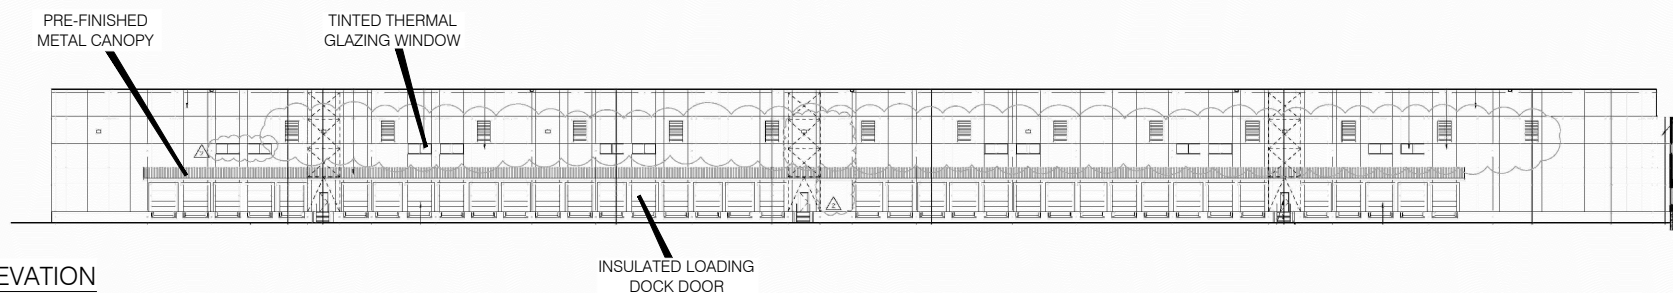 PRE-FINISHED
METAL CANOPY
TINTED THERMAL
GLAZING WINDOW
INSULATED LOADING
DOCK DOOR
EVATION